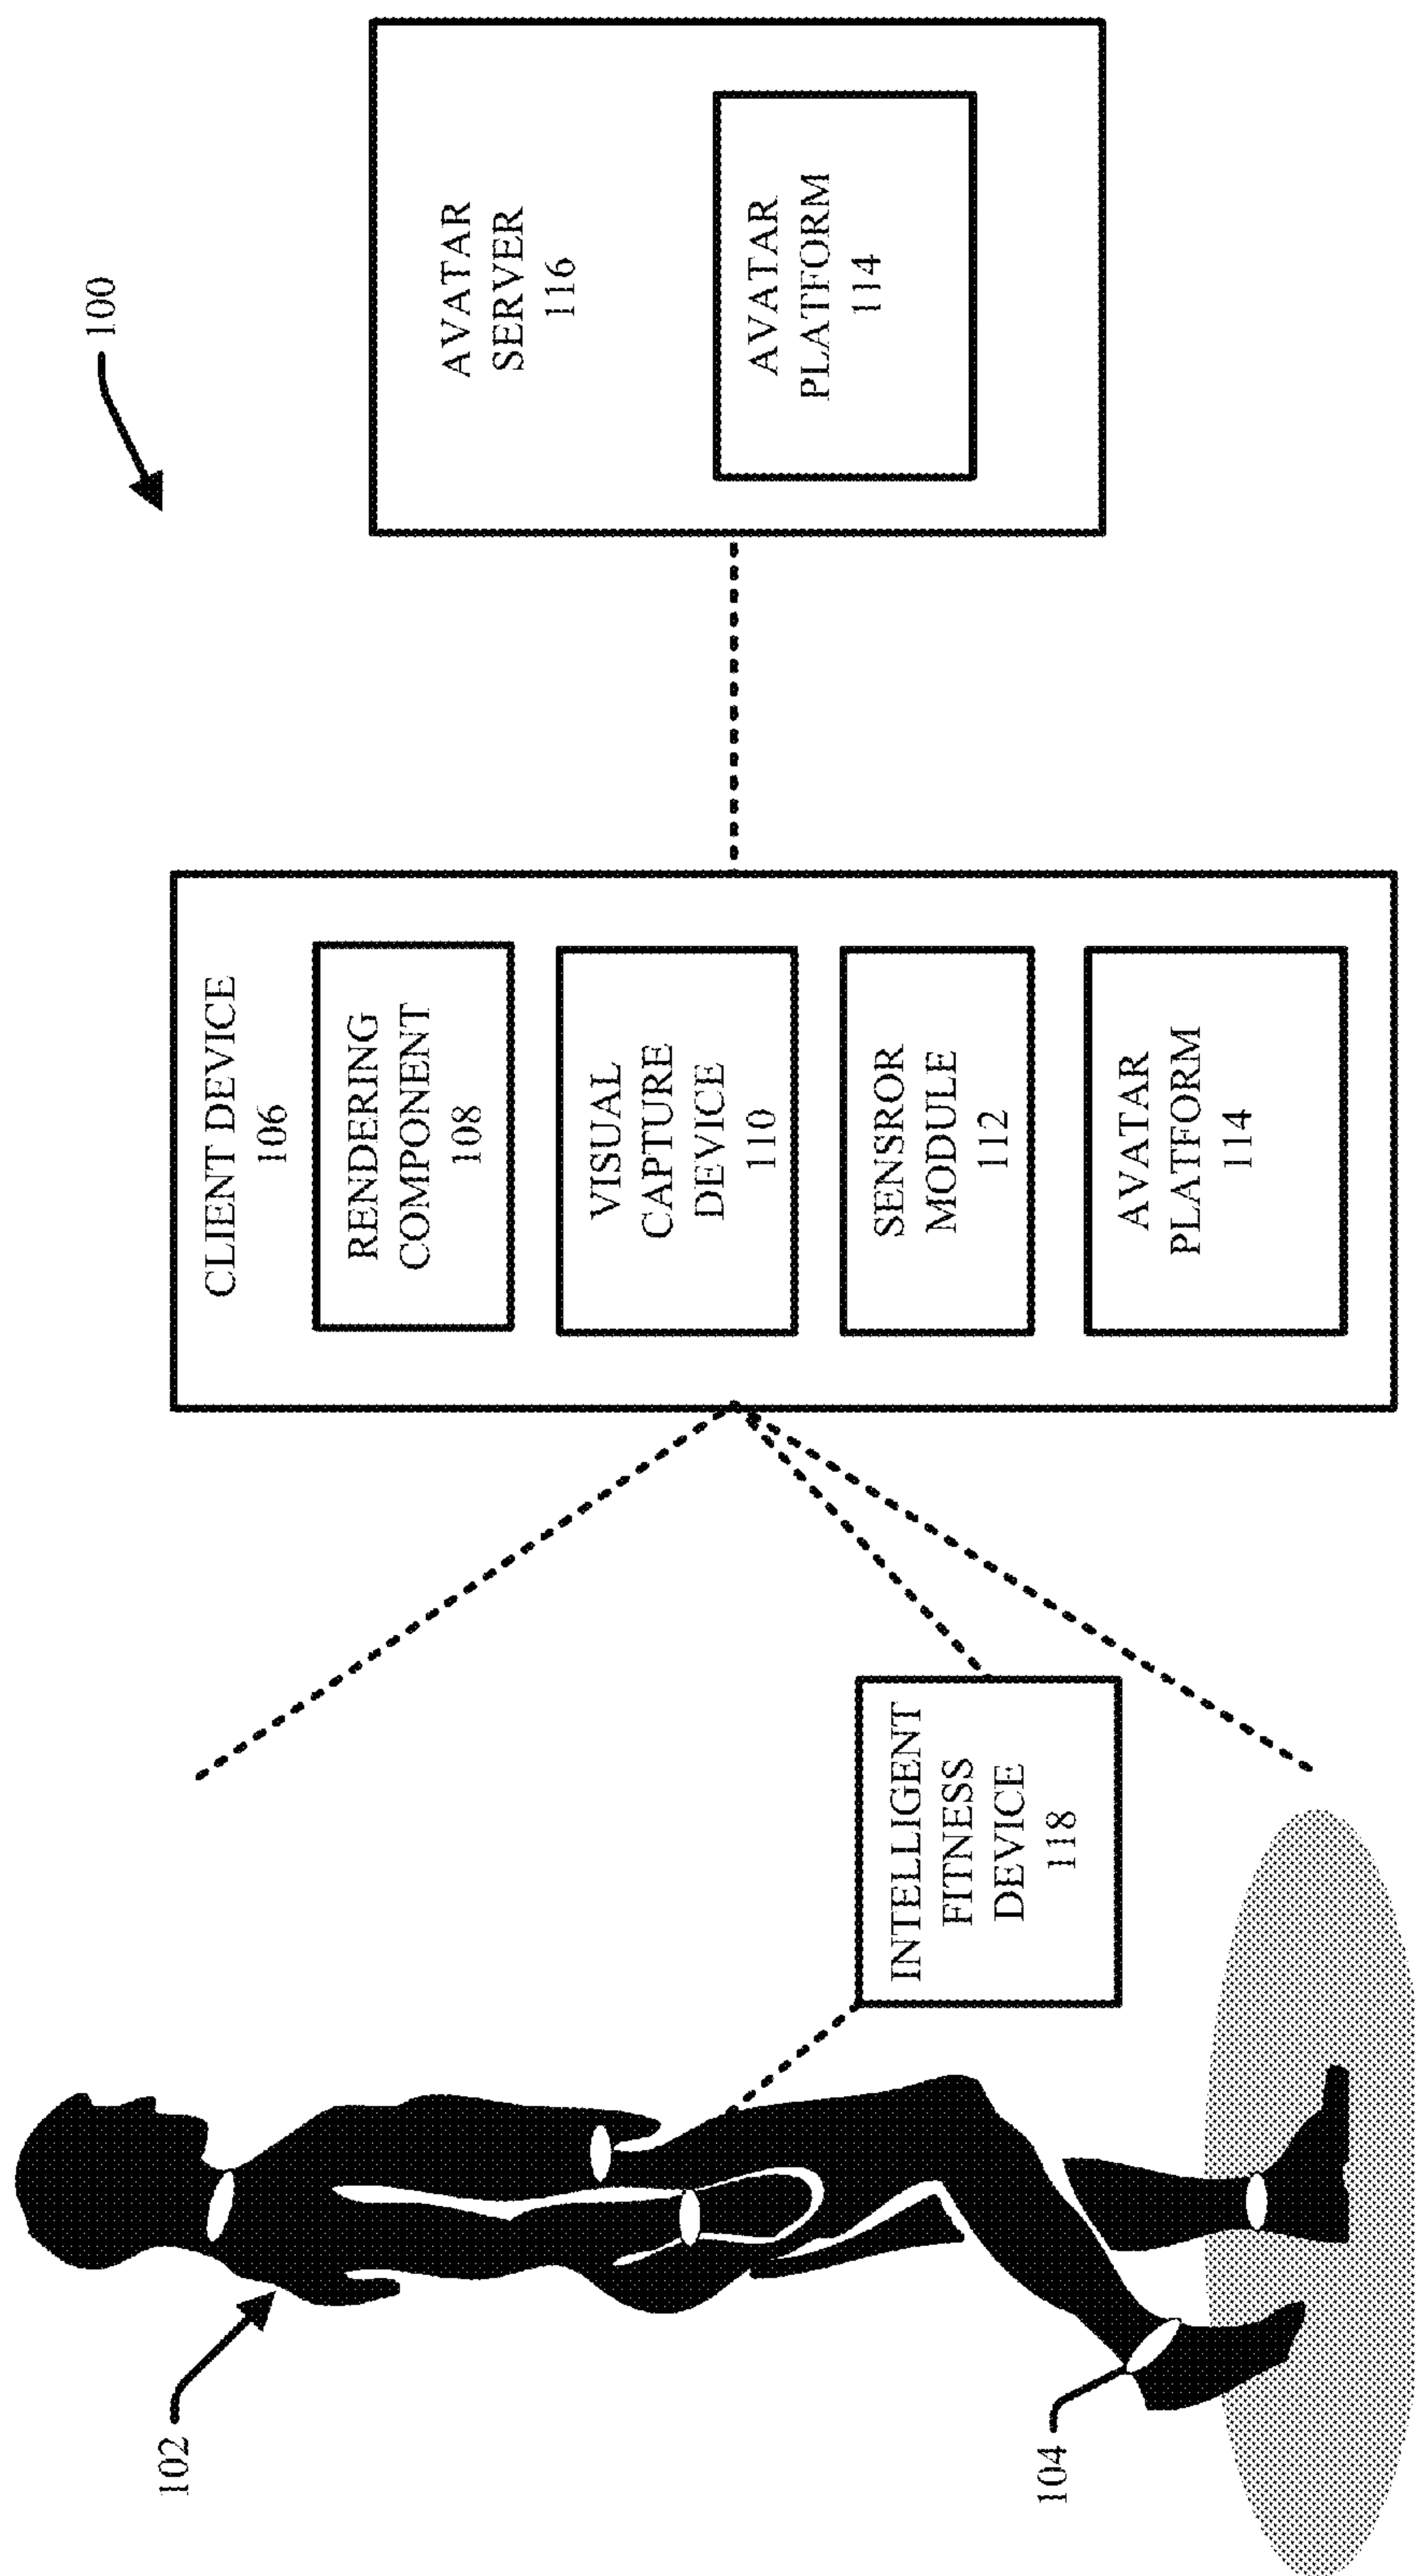 100
102
104
CLIENT DEVICE
106
RENDERING
COMPONENT
108
VISUAL
CAPTURE
DEVICE
110
SENSROR
MODULE
112
AVATAR
PLATFORM
114
AVATAR
SERVER
116
AVATAR
PLATFORM
114
INTELLIGENT
FITNESS
DEVICE
118